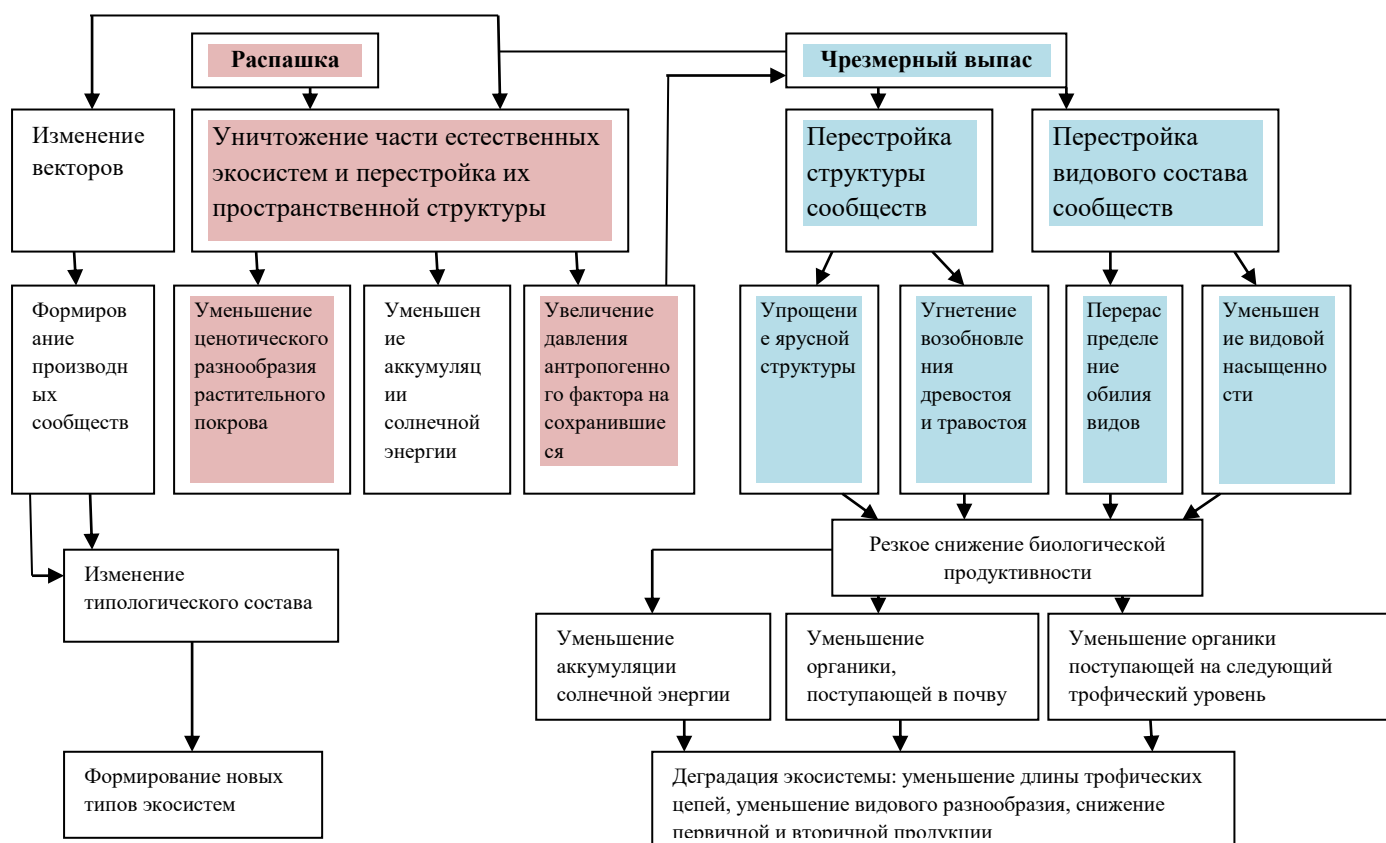 Распашка
Чрезмерный выпас
Изменение
векторов
Уничтожение части естественных
экосистем и перестройка их
пространственной структуры
Перестройка
структуры
сообществ
Перестройка
видового состава
сообществ
Формиров
ание
производн
ых
сообществ
Уменьшение
ценотического
разнообразия
растительного
покрова
Уменьшен
ие
аккумуляц
ии
солнечной
энергии
Увеличение
давления
антропогенно
го фактора на
сохранившие
ся
Упрощени
е ярусной
структуры
Угнетение
возобновле
ния
древостоя
и травостоя
Перерас
пределе
ние
обилия
видов
Уменьшен
ие видовой
насыщенно
сти
Резкое снижение биологической
продуктивности
Изменение
типологического состава
Уменьшение
аккумуляции
солнечной энергии
Уменьшение
органики,
поступающей в почву
Уменьшение органики
поступающей на следующий
трофический уровень
Формирование новых
типов экосистем
Деградация экосистемы: уменьшение длины трофических
цепей, уменьшение видового разнообразия, снижение
первичной и вторичной продукции